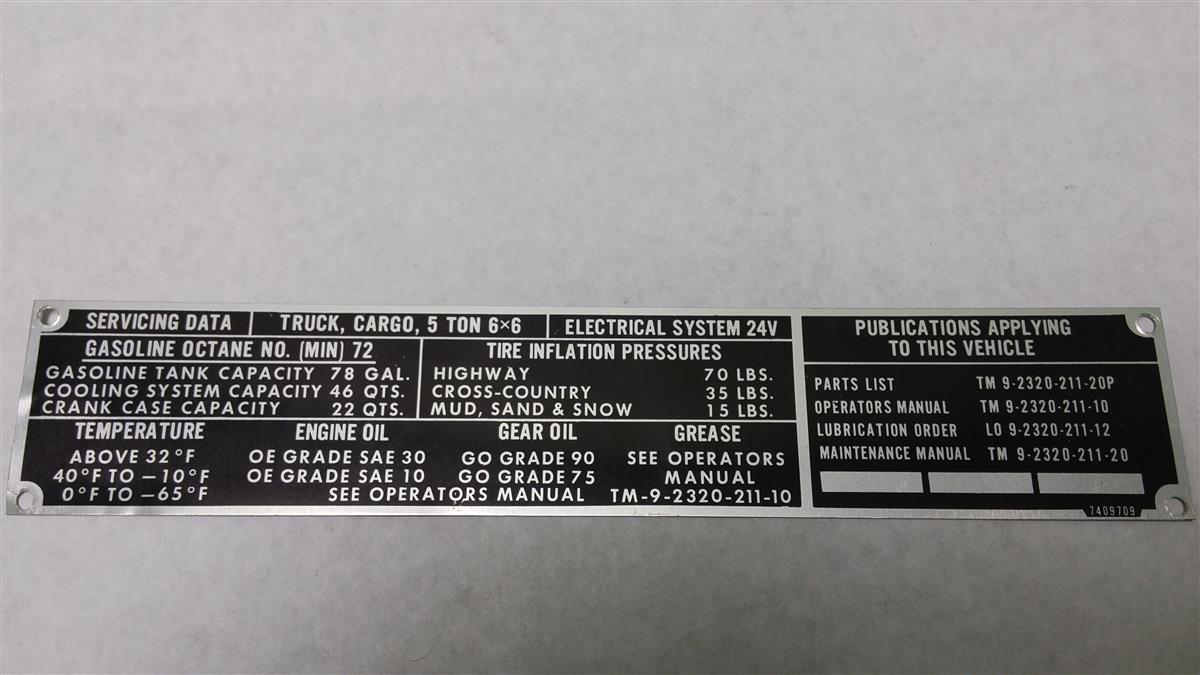 SERVICING DATA TRUCK, CARGO, 5 TON 6×6 ELECTRICAL SYSTEM 24V
GASOLINE OCTANE NO. (MIN) 72
GASOLINE TANK CAPACITY 78 GAL.
COOLING SYSTEM CAPACITY 46 QTS.
CRANK CASE CAPACITY 22 QTS.
TIRE INFLATION PRESSURES
HIGHWAY 70 LBS.
CROSS-COUNTRY 35 LBS.
MUD, SAND & SNOW 15 LBS.
TEMPERATURE ENGINE OIL GEAR OIL GREASE
ABOVE 32°F OE GRADE SAE 30 GO GRADE 90 SEE OPERATORS
40°F TO —10°F OE GRADE SAE 10 GO GRADE 75 MANUAL
0°F TO —65°F SEE OPERATORS MANUAL TM-9-2320-211-10
PUBLICATIONS APPLYING
TO THIS VEHICLE
PARTS LIST TM 9-2320-211-20P
OPERATORS MANUAL TM 9-2320-211-10
LUBRICATION ORDER LO 9-2320-211-12
MAINTENANCE MANUAL TM 9-2320-211-20
7409709